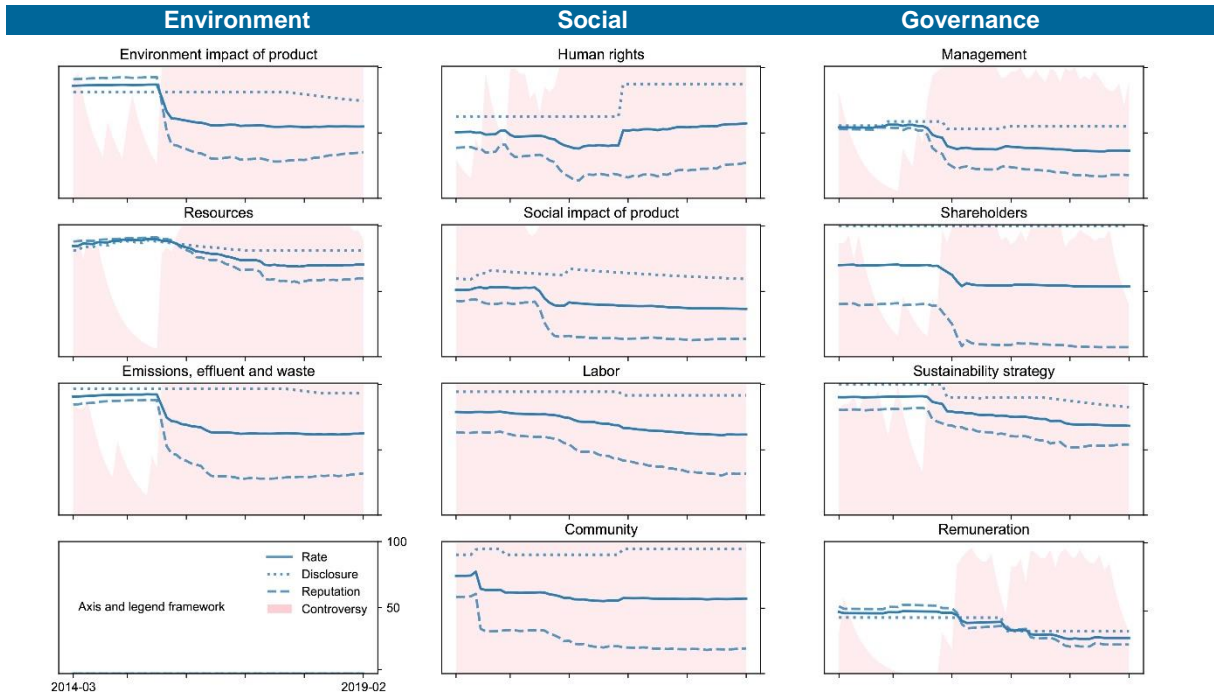 Environment
Social
Governance
Environment impact of product
Human rights
Management
Resources
Social impact of product
Shareholders
Emissions, effluent and waste
Labor
Sustainability strategy
Community
Remuneration
100
50
Rate
Disclosure
Reputation
Controversy
Axis and legend framework
2014-03
2019-02